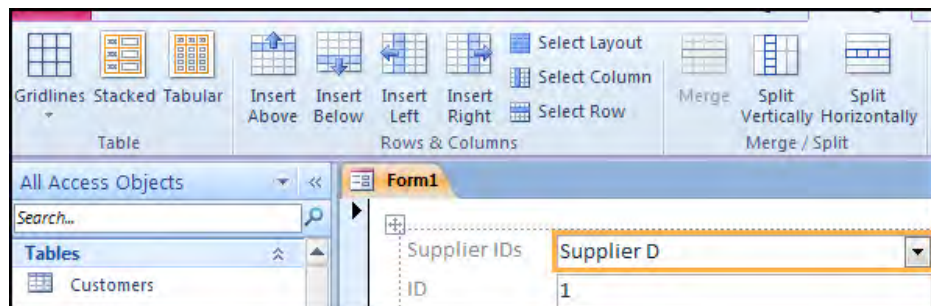 Gridlines Stacked Tabular
Insert Above
Insert Below
Insert Left
Insert Right
Select Layout
Select Column
Select Row
Merge
Split Vertically
Split Horizontally
Table
Rows & Columns
Merge / Split
All Access Objects
Form1
Search...
Tables
Customers
Supplier IDs
Supplier D
ID
1